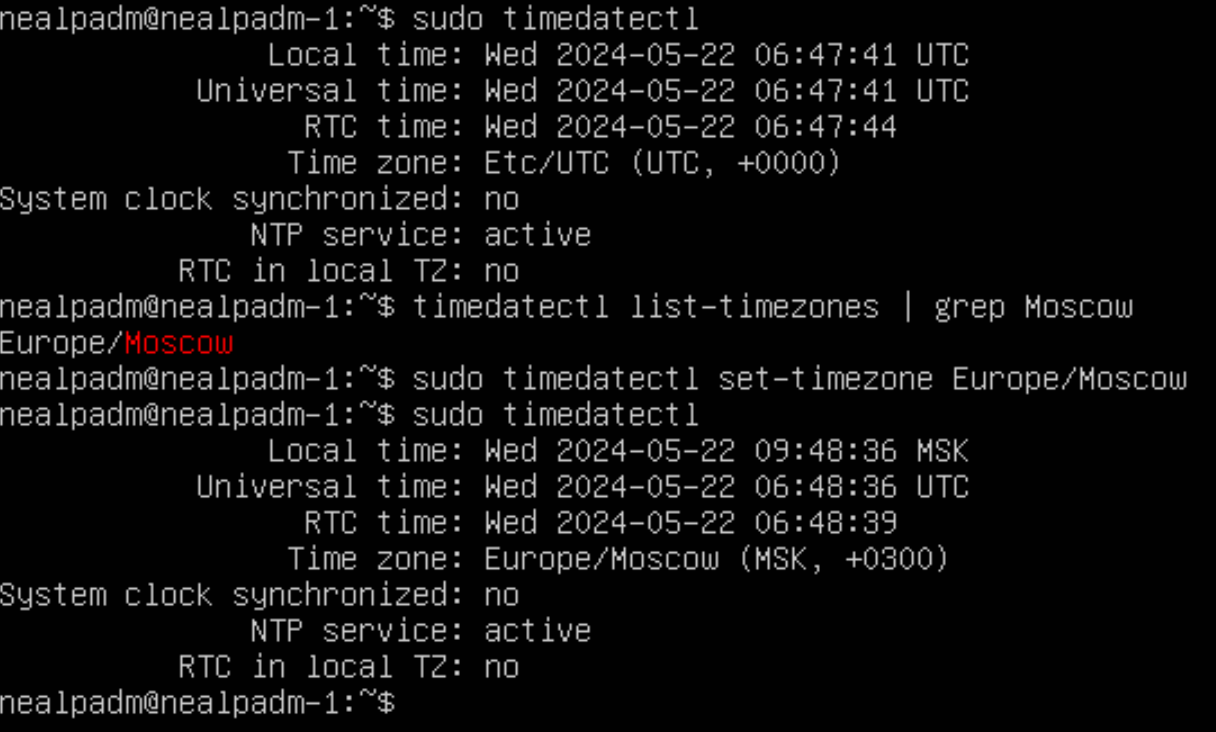 nealpadm@nealpadm-1:~$ sudo timedatectl
Local time: Wed 2024-05-22 06:47:41 UTC
Universal time: Wed 2024-05-22 06:47:41 UTC
RTC time: Wed 2024-05-22 06:47:44
Time zone: Etc/UTC (UTC, +0000)
System clock synchronized: no
NTP service: active
RTC in local TZ: no
nealpadm@nealpadm-1:~$ timedatectl list-timezones | grep Moscow
Europe/Moscow
nealpadm@nealpadm-1:~$ sudo timedatectl set-timezone Europe/Moscow
nealpadm@nealpadm-1:~$ sudo timedatectl
Local time: Wed 2024-05-22 09:48:36 MSK
Universal time: Wed 2024-05-22 06:48:36 UTC
RTC time: Wed 2024-05-22 06:48:39
Time zone: Europe/Moscow (MSK, +0300)
System clock synchronized: no
NTP service: active
RTC in local TZ: no
nealpadm@nealpadm-1:~$